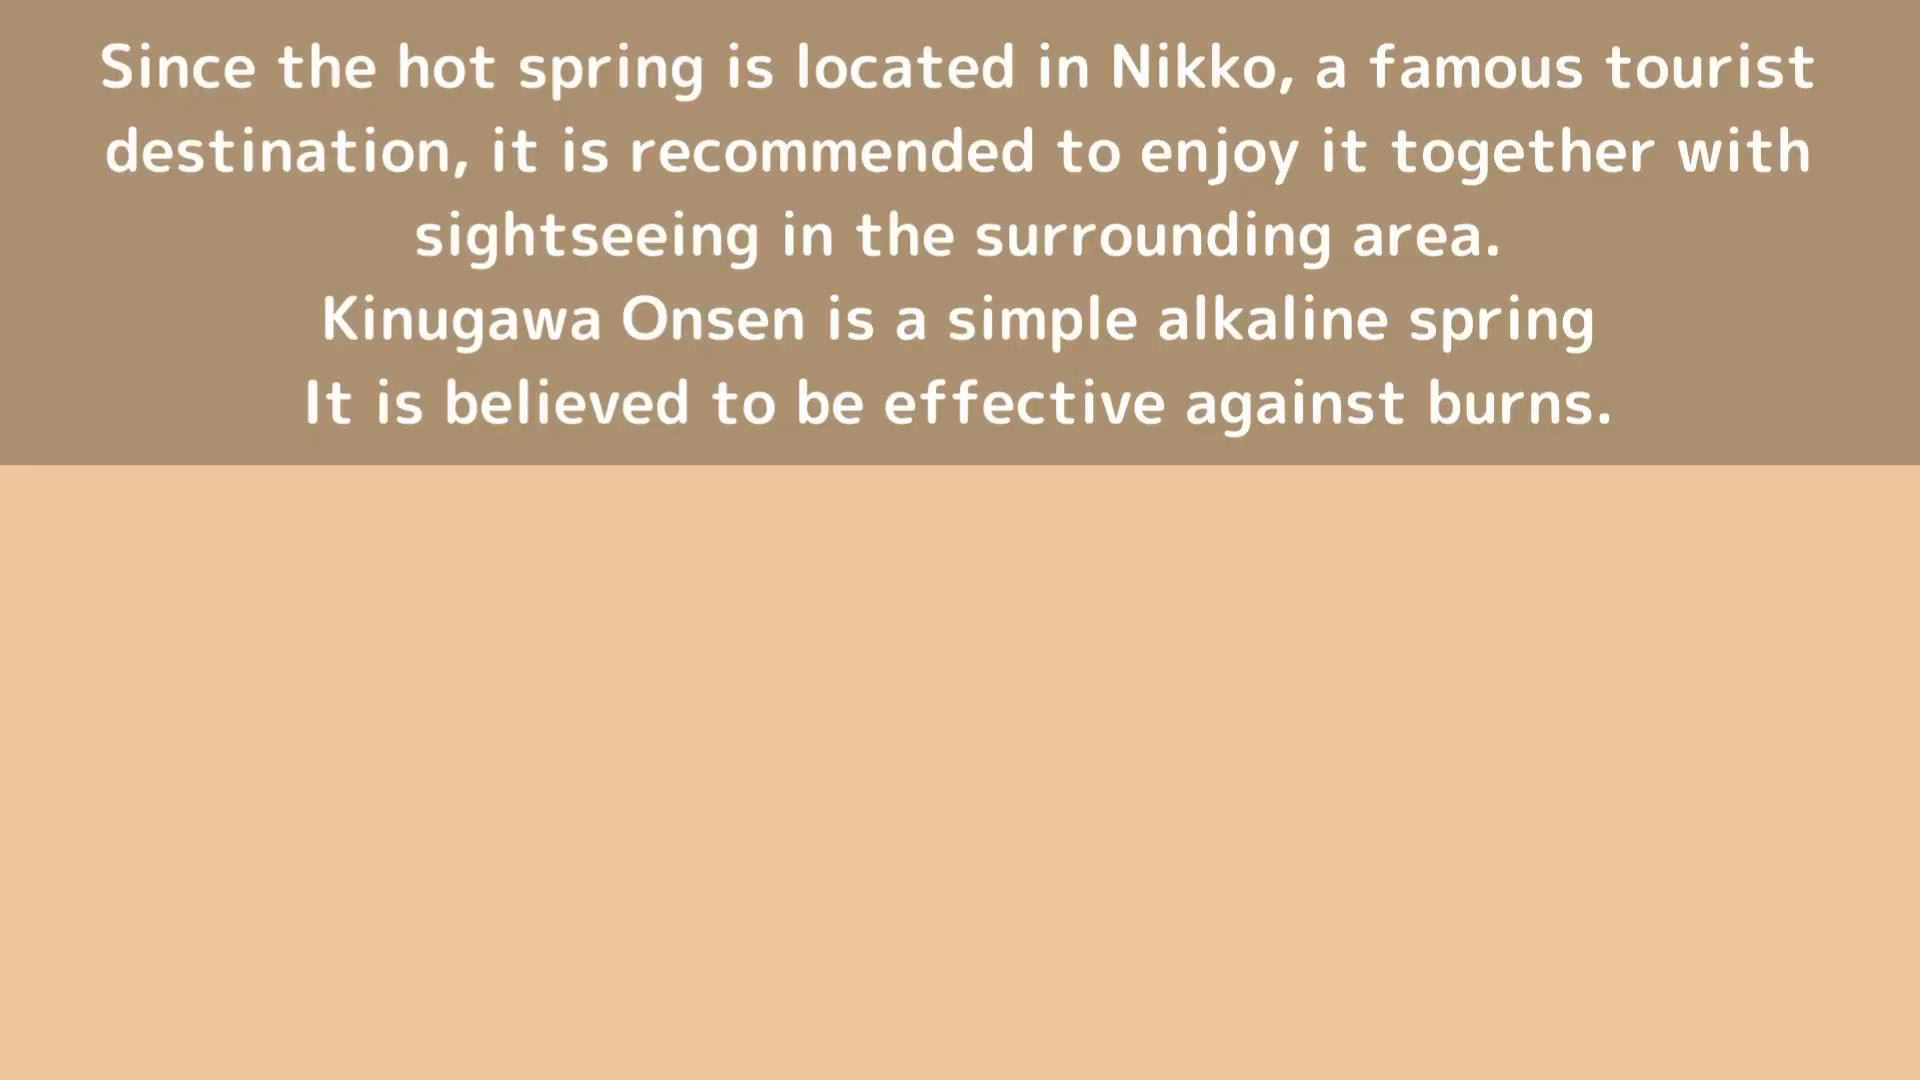 Since the hot spring is located in Nikko, a famous tourist
destination, it is recommended to enjoy it together with
sightseeing in the surrounding area.
Kinugawa Onsen is a simple alkaline spring
It is believed to be effective against burns.